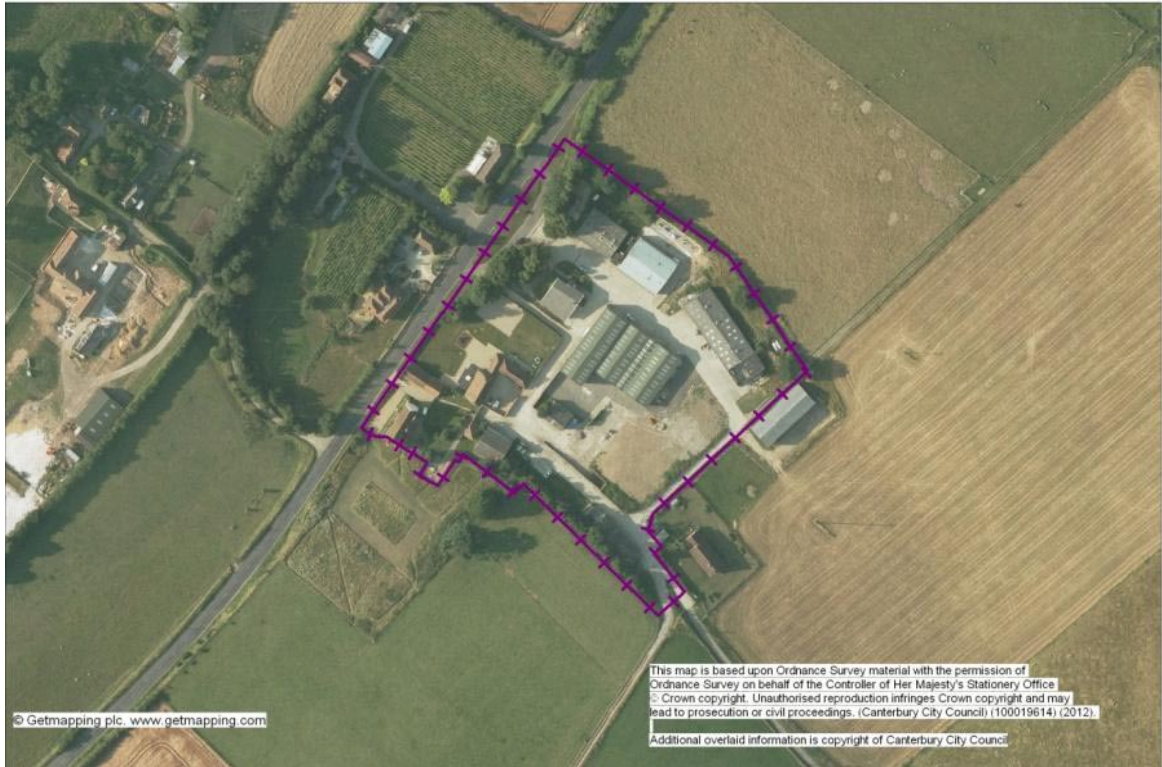 This map is based upon Ordnance Survey material with the permission of
Ordnance Survey on behalf of the Controller of Her Majesty's Stationery Office
© Crown copyright. Unauthorised reproduction infringes Crown copyright and may
lead to prosecution or civil proceedings. (Canterbury City Council) (100019614) (2012).
Additional overlaid information is copyright of Canterbury City Council
© Getmapping plc. www.getmapping.com